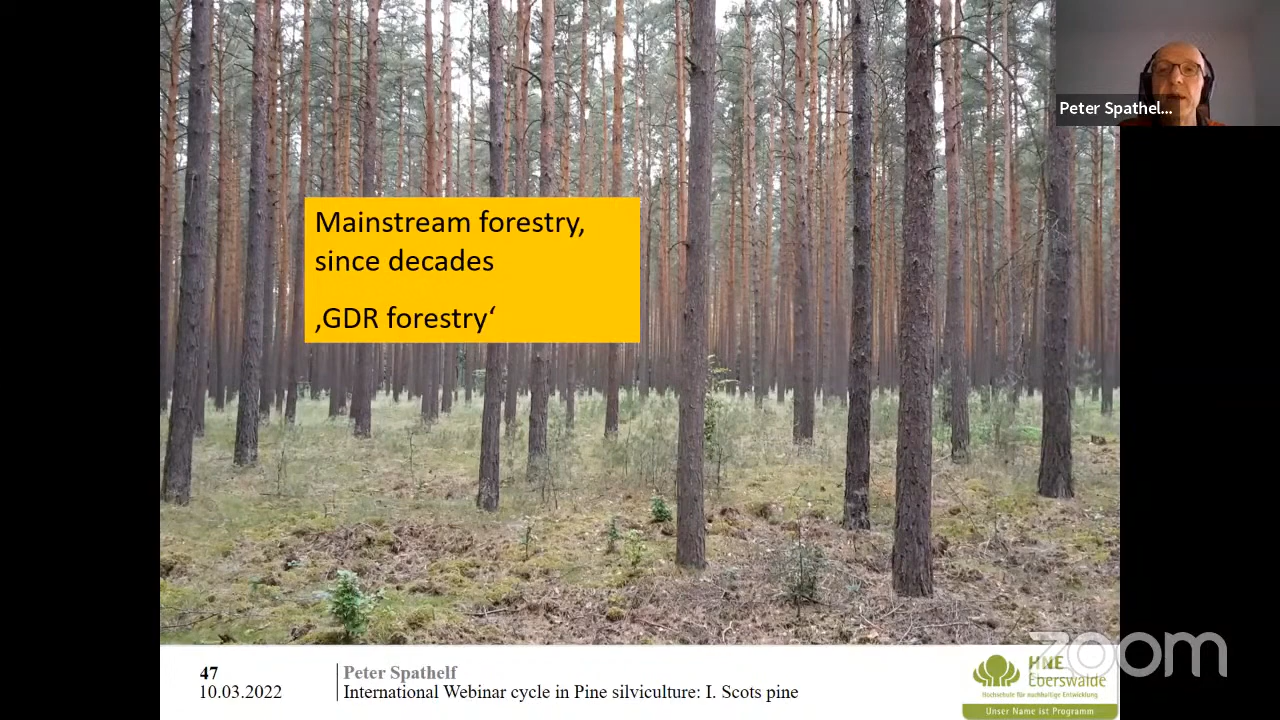 Peter Spathel...
Mainstream forestry,
since decades
‚GDR forestry‘
47
10.03.2022
Peter Spathelf
International Webinar cycle in Pine silviculture: I. Scots pine
HNE
Eberswalde
Hochschule für nachhaltige Entwicklung
Unser Name ist Programm
zoom